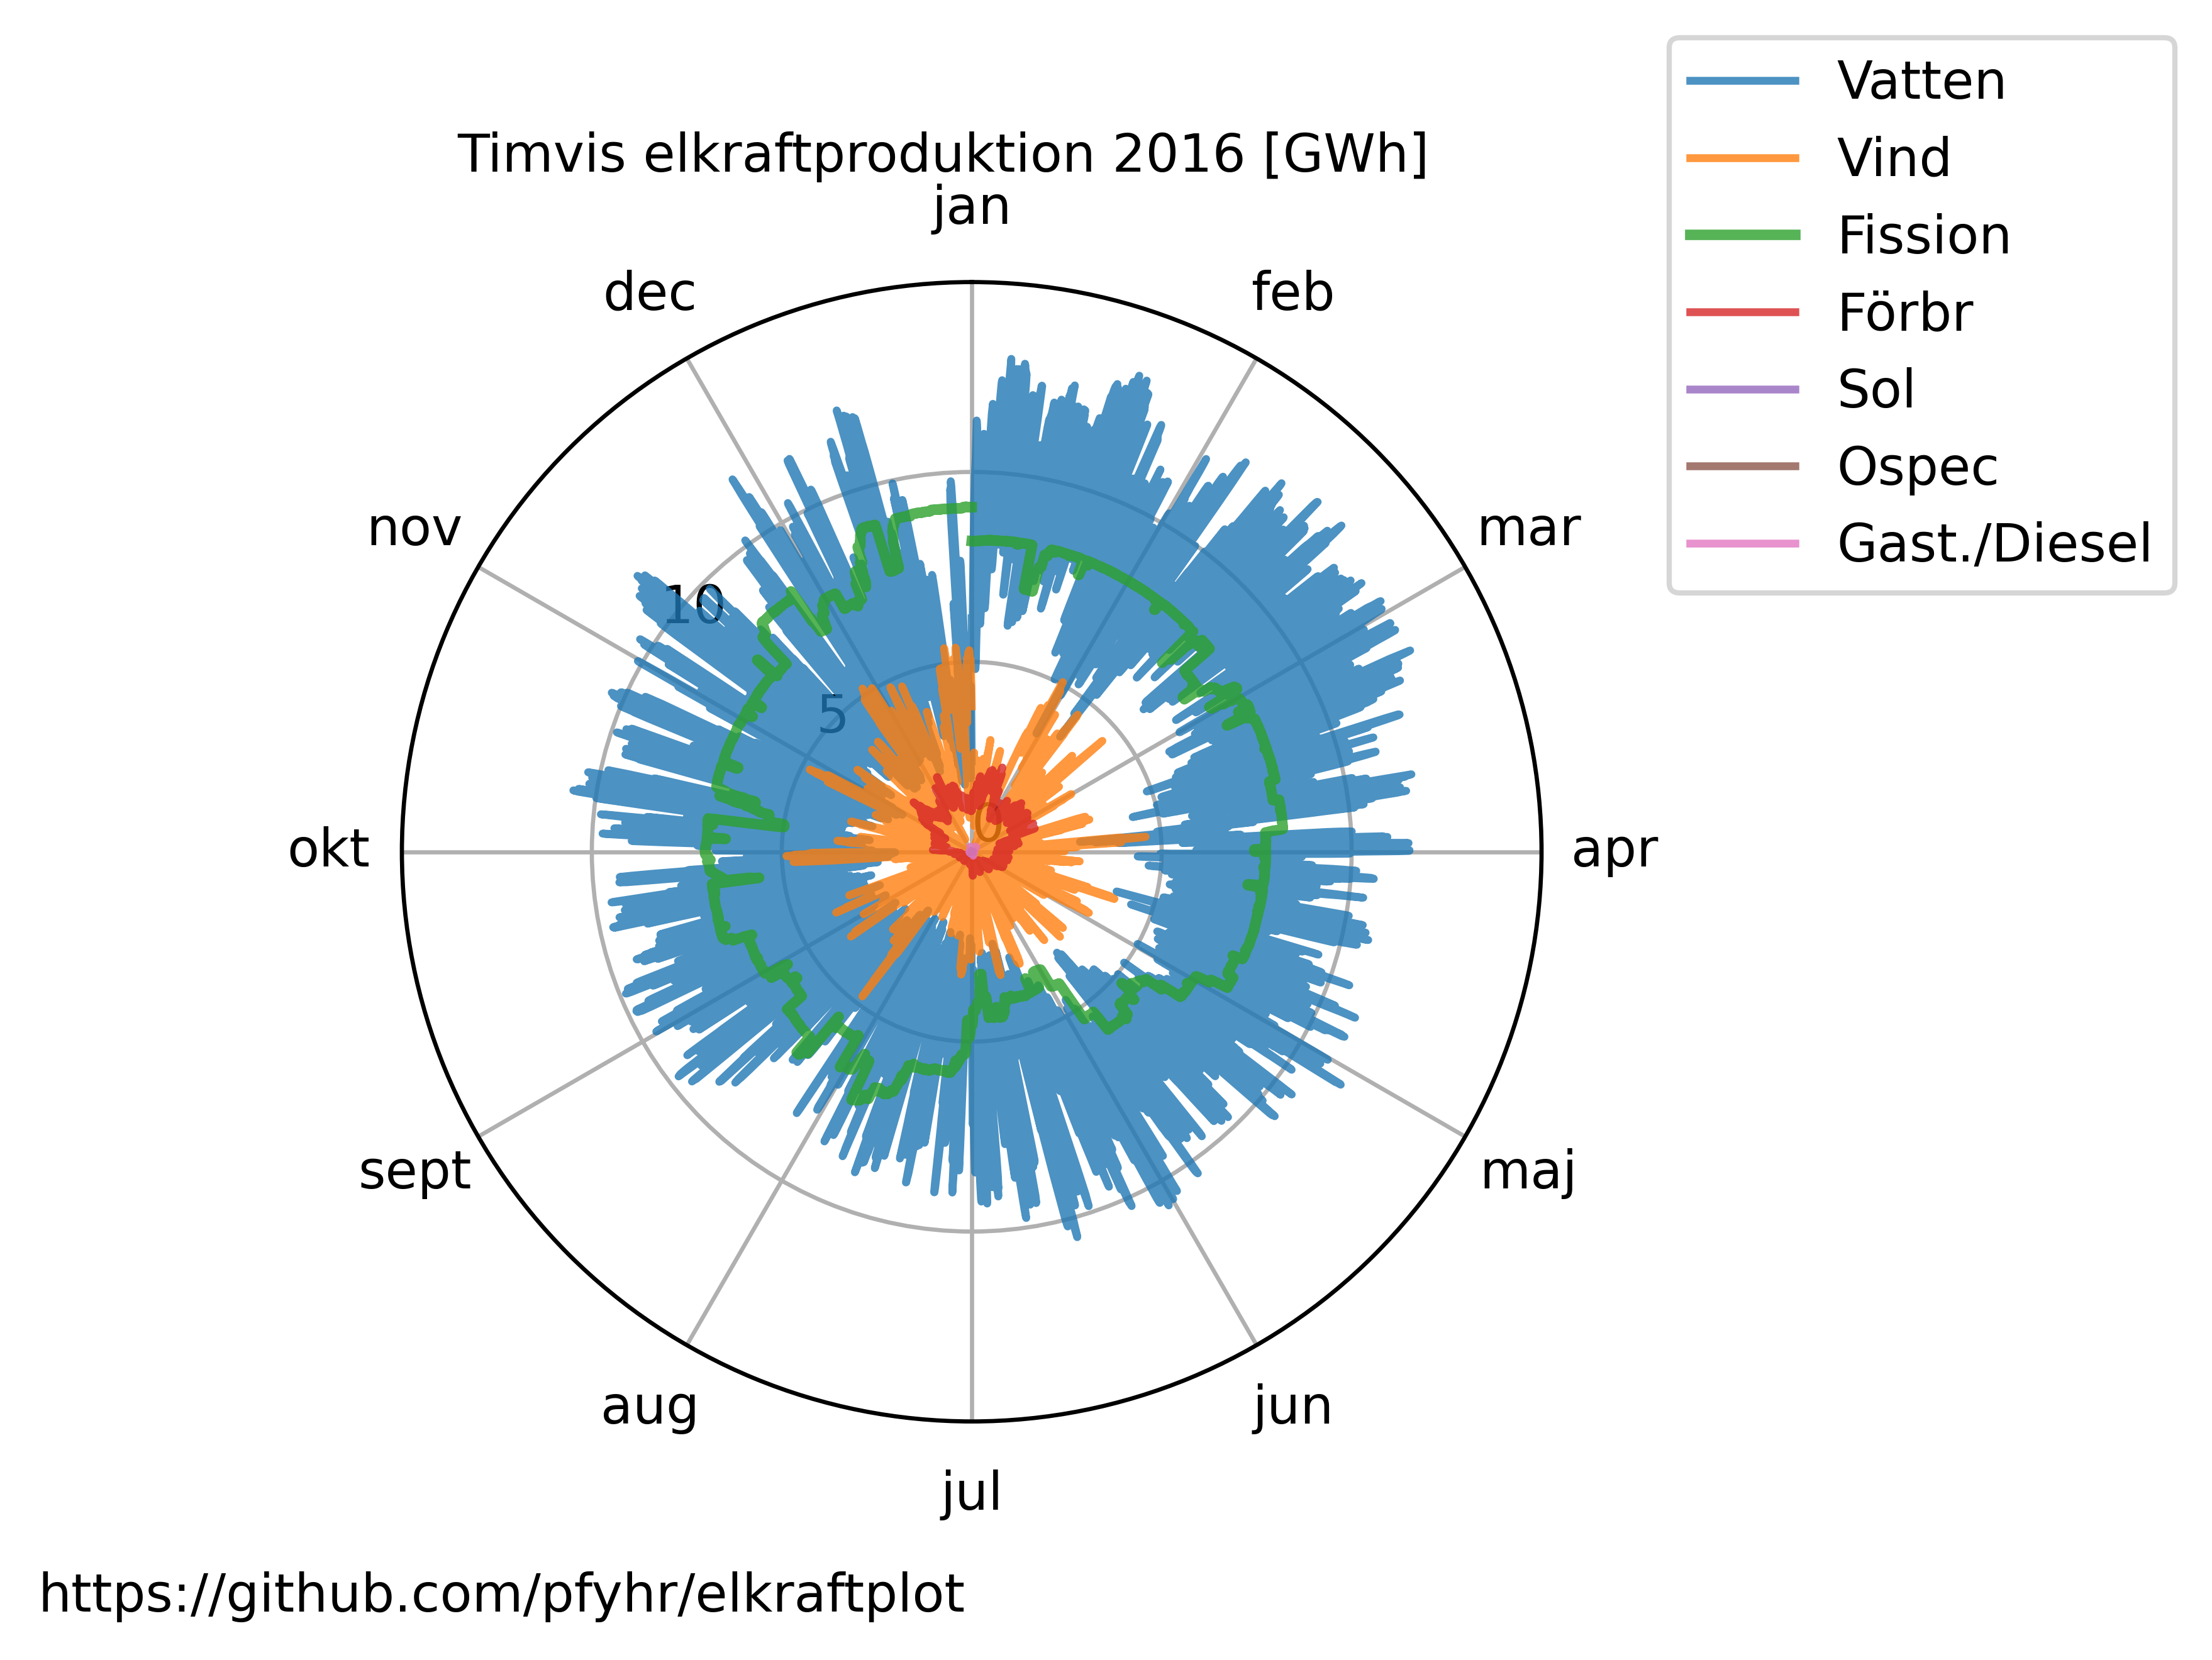 Timvis elkraftproduktion 2016 [GWh]
jan
feb
mar
apr
maj
jun
jul
aug
sept
okt
nov
dec
0
5
10
Vatten
Vind
Fission
Förbr
Sol
Ospec
Gast./Diesel
https://github.com/pfyhr/elkraftplot